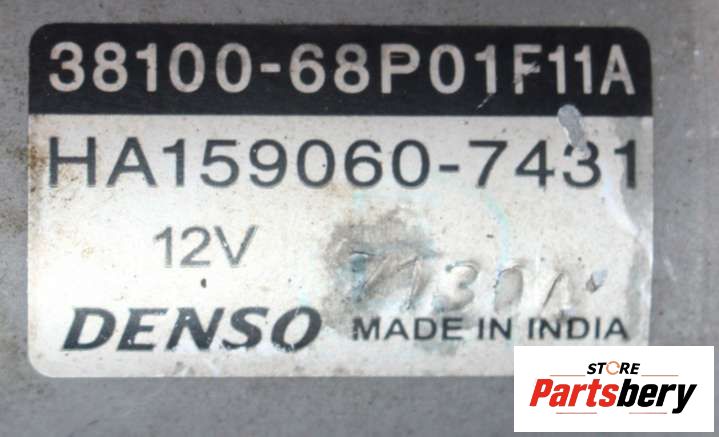 38100-68P01F11A
HA159060-7431
12V
DENSO MADE IN INDIA
STORE
Partsbery